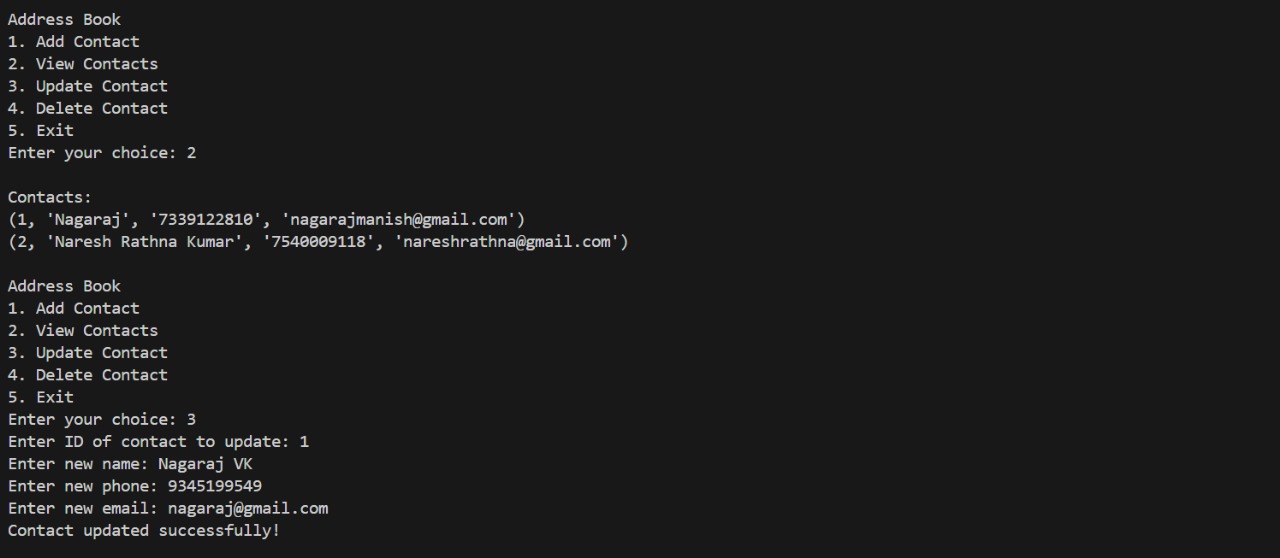 Address Book
1. Add Contact
2. View Contacts
3. Update Contact
4. Delete Contact
5. Exit
Enter your choice: 2
Contacts:
(1, 'Nagaraj', '7339122810', 'nagarajmanish@gmail.com')
(2, 'Naresh Rathna Kumar', '7540009118', 'nareshrathna@gmail.com')
Address Book
1. Add Contact
2. View Contacts
3. Update Contact
4. Delete Contact
5. Exit
Enter your choice: 3
Enter ID of contact to update: 1
Enter new name: Nagaraj VK
Enter new phone: 9345199549
Enter new email: nagaraj@gmail.com
Contact updated successfully!